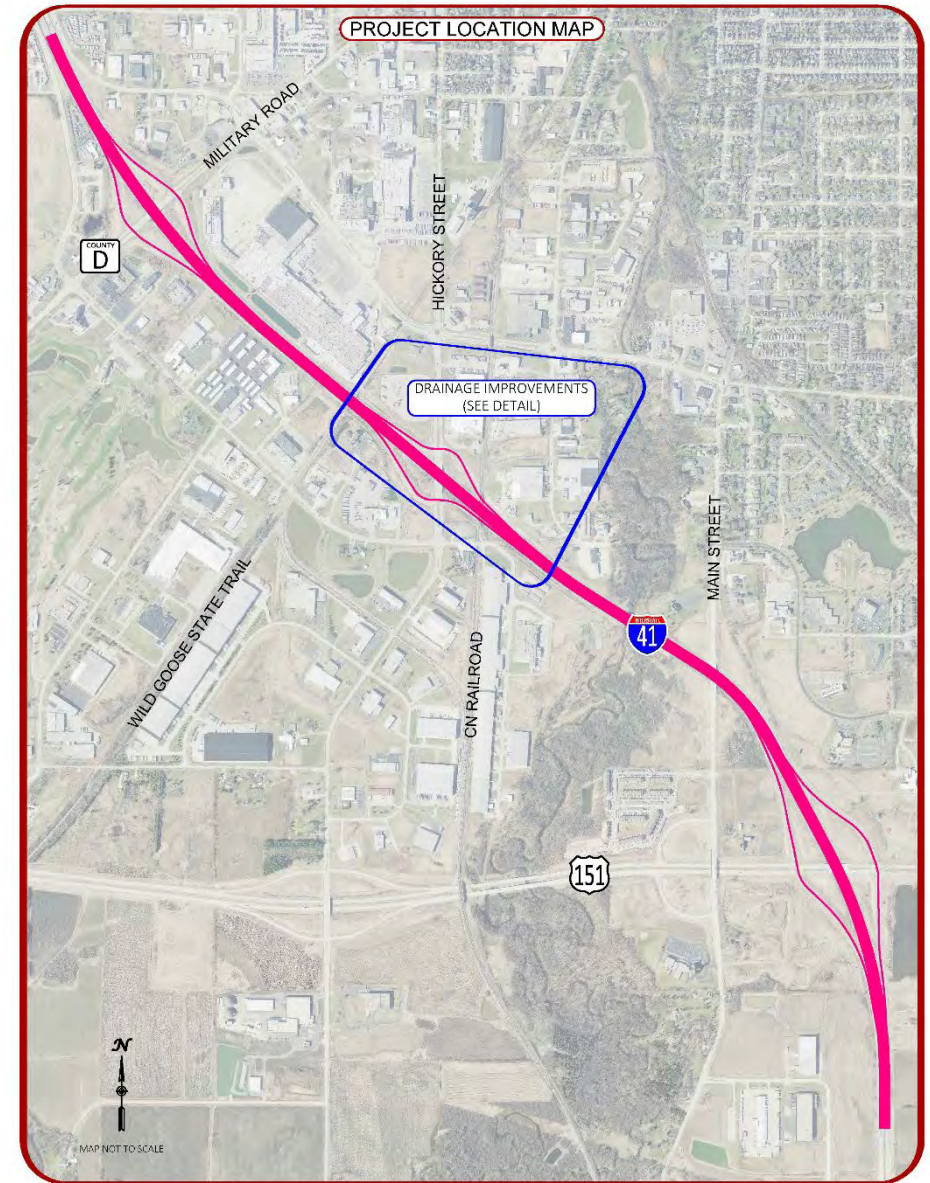 PROJECT LOCATION MAP
MILITARY ROAD
HICKORY STREET
COUNTY
D
DRAINAGE IMPROVEMENTS
(SEE DETAIL)
MAIN STREET
WILD GOOSE STATE TRAIL
41
CN RAILROAD
151
N
MAP NOT TO SCALE